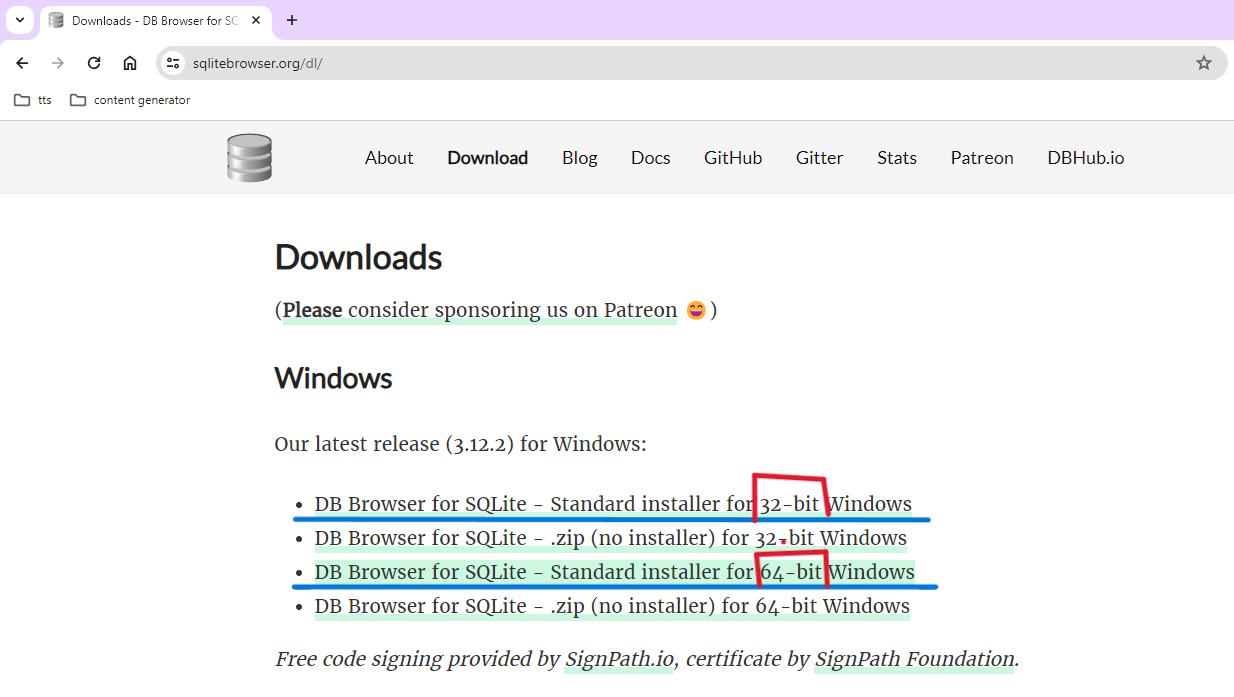 Downloads - DB Browser for SC
sqlitebrowser.org/dl/
tts content generator
About Download Blog Docs GitHub Gitter Stats Patreon DBHub.io
Downloads
(Please consider sponsoring us on Patreon 😄 )
Windows
Our latest release (3.12.2) for Windows:
• DB Browser for SQLite - Standard installer for 32-bit Windows
• DB Browser for SQLite - .zip (no installer) for 32-bit Windows
• DB Browser for SQLite - Standard installer for 64-bit Windows
• DB Browser for SQLite - .zip (no installer) for 64-bit Windows
Free code signing provided by SignPath.io, certificate by SignPath Foundation.